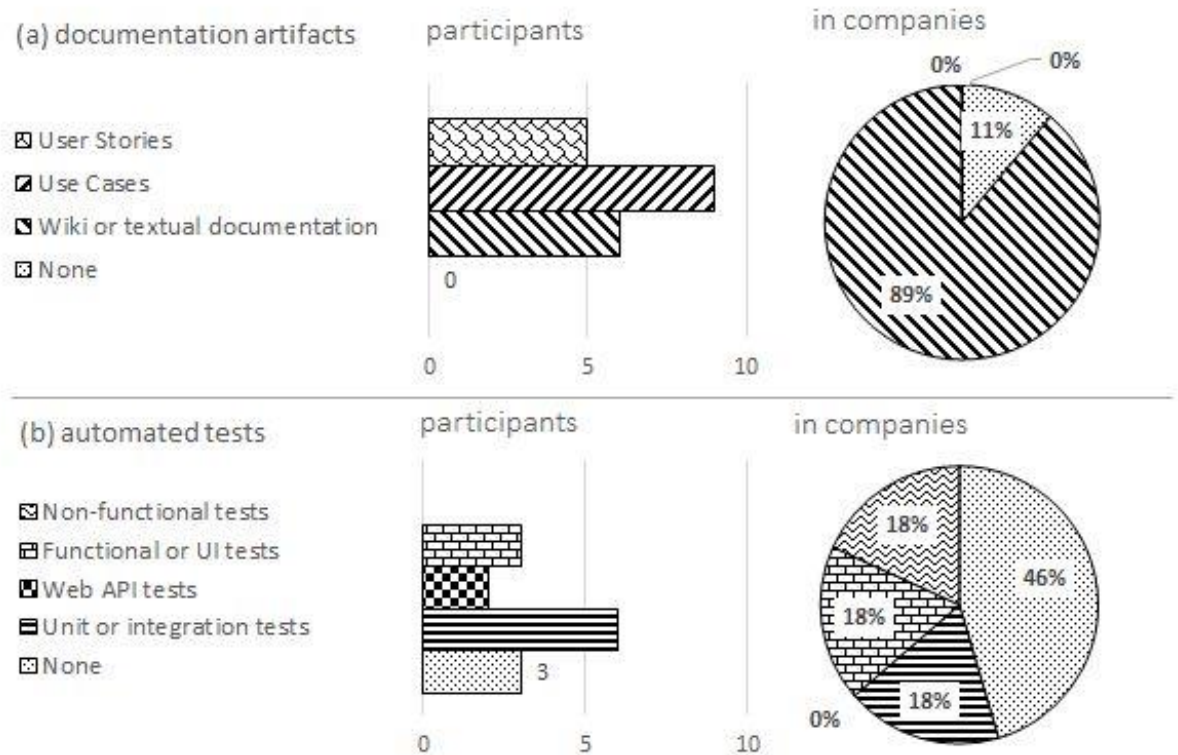 (a) documentation artifacts
participants
in companies
0%
0%
User Stories
Use Cases
Wiki or textual documentation
None
11%
89%
0
0
5
10
(b) automated tests
participants
in companies
Non-functional tests
Functional or UI tests
Web API tests
Unit or integration tests
None
3
18%
46%
18%
18%
0%
0
5
10